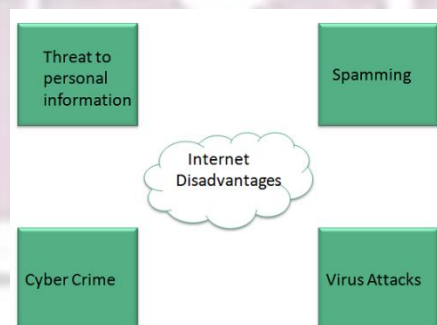 Threat to
personal
information
Spamming
Internet
Disadvantages
Cyber Crime
Virus Attacks